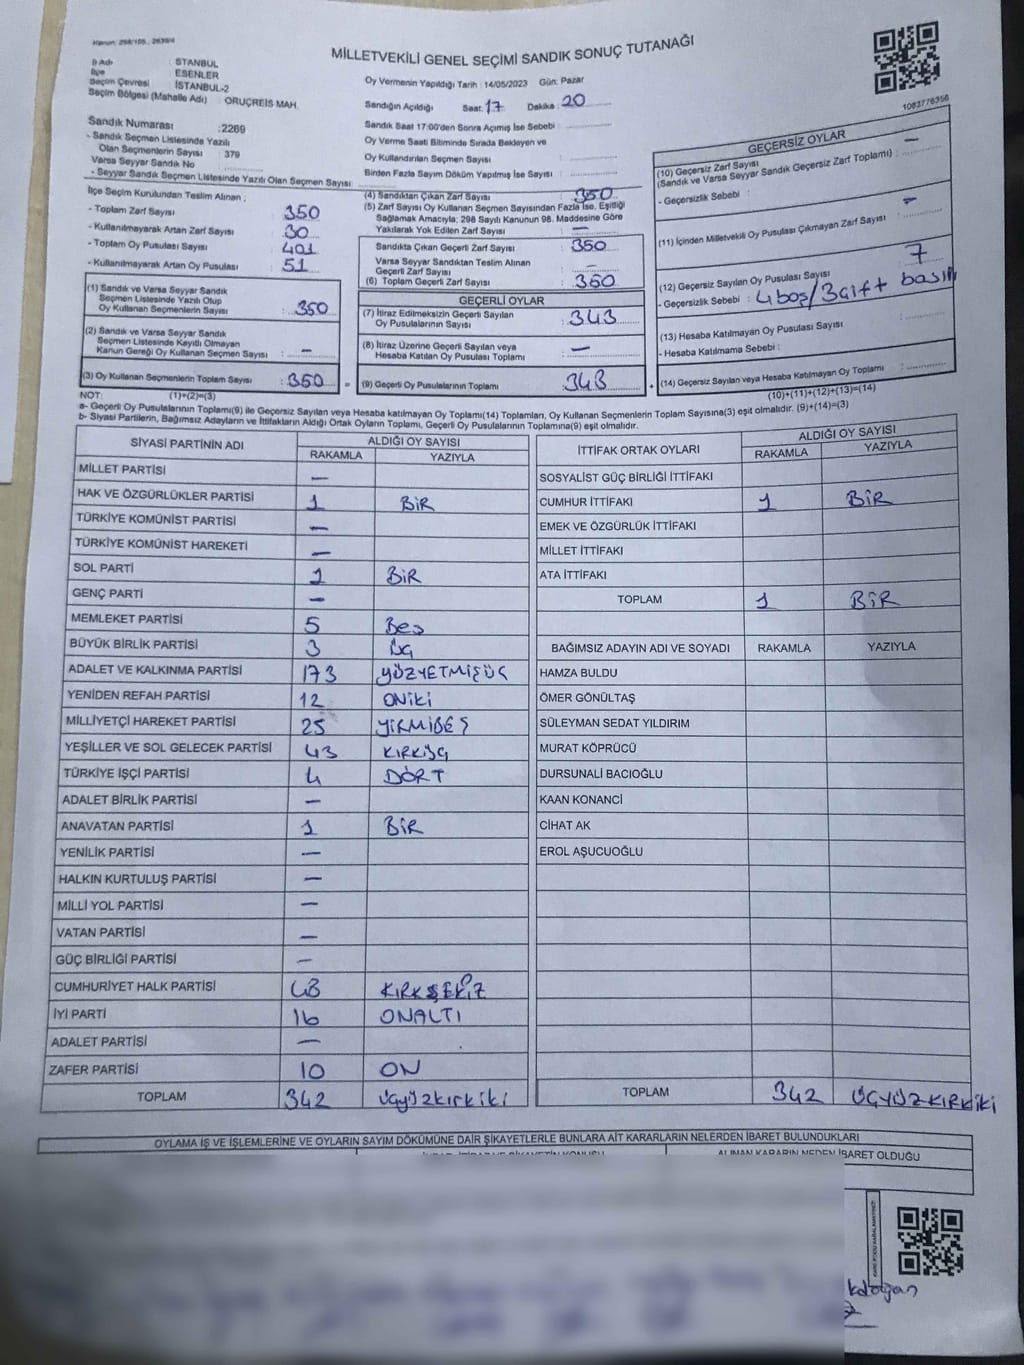 Kanun: 298/105., 2839/4
MİLLETVEKİLİ GENEL SEÇİMİ SANDIK SONUÇ TUTANAĞI
İl Adı : İSTANBUL
İlçe : ESENLER
Seçim Çevresi : İSTANBUL-2
Seçim Bölgesi (Mahalle Adı) : ORUÇREİS MAH.
Oy Vermenin Yapıldığı Tarih : 14/05/2023 Gün: Pazar
Sandığın Açıldığı Saat: 17 Dakika: 20
1083776356
Sandık Numarası : 2269
- Sandık Seçmen Listesinde Yazılı
Olan Seçmenlerin Sayısı : 379
Varsa Seyyar Sandık No
- Seyyar Sandık Seçmen Listesinde Yazılı Olan Seçmen Sayısı
Sandık Saat 17:00'den Sonra Açımış İse Sebebi :
Oy Verme Saati Bitiminde Sırada Bekleyen ve
Oy Kullandırılan Seçmen Sayısı :
Birden Fazla Sayım Döküm Yapılmış İse Sayısı :
İlçe Seçim Kurulundan Teslim Alınan ;
- Toplam Zarf Sayısı : 350
- Kullanılmayarak Artan Zarf Sayısı : 30
- Toplam Oy Pusulası Sayısı : 401
- Kullanılmayarak Artan Oy Pusulası : 51
(1) Sandık ve Varsa Seyyar Sandık
Seçmen Listesinde Yazılı Olup
Oy Kullanan Seçmenlerin Sayısı : 350
(2) Sandık ve Varsa Seyyar Sandık
Seçmen Listesinde Kayıtlı Olmayan
Kanun Gereği Oy Kullanan Seçmen Sayısı : —
(3) Oy Kullanan Seçmenlerin Toplam Sayısı : 350 =
(4) Sandıktan Çıkan Zarf Sayısı : 350
(5) Zarf Sayısı Oy Kullanan Seçmen Sayısından Fazla İse, Eşitliği
Sağlamak Amacıyla; 298 Sayılı Kanunun 98. Maddesine Göre
Yakılarak Yok Edilen Zarf Sayısı : —
Sandıkta Çıkan Geçerli Zarf Sayısı : 350
Varsa Seyyar Sandıktan Teslim Alınan
Geçerli Zarf Sayısı : —
(6) Toplam Geçerli Zarf Sayısı : 350
GEÇERLİ OYLAR
(7) İtiraz Edilmeksizin Geçerli Sayılan
Oy Pusulalarının Sayısı : 343
(8) İtiraz Üzerine Geçerli Sayılan veya
Hesaba Katılan Oy Pusulası Toplamı : —
(9) Geçerli Oy Pusulalarının Toplamı : 343 +
GEÇERSİZ OYLAR
(10) Geçersiz Zarf Sayısı
(Sandık ve Varsa Seyyar Sandık Geçersiz Zarf Toplamı) : —
- Geçersizlik Sebebi :
(11) İçinden Milletvekili Oy Pusulası Çıkmayan Zarf Sayısı : —
(12) Geçersiz Sayılan Oy Pusulası Sayısı : 7
- Geçersizlik Sebebi : 4 boş / 3 çift basılı
(13) Hesaba Katılmayan Oy Pusulası Sayısı :
- Hesaba Katılmama Sebebi :
(14) Geçersiz Sayılan veya Hesaba Katılmayan Oy Toplamı :
NOT: (1)+(2)=(3) (10)+(11)+(12)+(13)=(14)
a- Geçerli Oy Pusulalarının Toplamı(9) ile Geçersiz Sayılan veya Hesaba katılmayan Oy Toplamı(14) Toplamları, Oy Kullanan Seçmenlerin Toplam Sayısına(3) eşit olmalıdır. (9)+(14)=(3)
b- Siyasi Partilerin, Bağımsız Adayların ve İttifakların Aldığı Ortak Oyların Toplamı, Geçerli Oy Pusulalarının Toplamına(9) eşit olmalıdır.
SİYASİ PARTİNİN ADI ALDIĞI OY SAYISI
RAKAMLA YAZIYLA
MİLLET PARTİSİ —
HAK VE ÖZGÜRLÜKLER PARTİSİ 1 BİR
TÜRKİYE KOMÜNİST PARTİSİ —
TÜRKİYE KOMÜNİST HAREKETİ —
SOL PARTİ 1 BİR
GENÇ PARTİ —
MEMLEKET PARTİSİ 5 Beş
BÜYÜK BİRLİK PARTİSİ 3 Üç
ADALET VE KALKINMA PARTİSİ 173 YÜZYETMİŞÜÇ
YENİDEN REFAH PARTİSİ 12 ONİKİ
MİLLİYETÇİ HAREKET PARTİSİ 25 YİRMİBEŞ
YEŞİLLER VE SOL GELECEK PARTİSİ 43 KIRKÜÇ
TÜRKİYE İŞÇİ PARTİSİ 4 DÖRT
ADALET BİRLİK PARTİSİ —
ANAVATAN PARTİSİ 1 BİR
YENİLİK PARTİSİ —
HALKIN KURTULUŞ PARTİSİ —
MİLLİ YOL PARTİSİ —
VATAN PARTİSİ —
GÜÇ BİRLİĞİ PARTİSİ —
CUMHURİYET HALK PARTİSİ 48 KIRKSEKİZ
İYİ PARTİ 16 ONALTI
ADALET PARTİSİ —
ZAFER PARTİSİ 10 ON
TOPLAM 342 üçyüzkırkiki
İTTİFAK ORTAK OYLARI ALDIĞI OY SAYISI
RAKAMLA YAZIYLA
SOSYALİST GÜÇ BİRLİĞİ İTTİFAKI
CUMHUR İTTİFAKI 1 BİR
EMEK VE ÖZGÜRLÜK İTTİFAKI
MİLLET İTTİFAKI
ATA İTTİFAKI
TOPLAM 1 BİR
BAĞIMSIZ ADAYIN ADI VE SOYADI RAKAMLA YAZIYLA
HAMZA BULDU
ÖMER GÖNÜLTAŞ
SÜLEYMAN SEDAT YILDIRIM
MURAT KÖPRÜCÜ
DURSUNALİ BACIOĞLU
KAAN KONANCİ
CİHAT AK
EROL AŞUCUOĞLU
TOPLAM 342 ÜÇYÜZKIRKİKİ
OYLAMA İŞ VE İŞLEMLERİNE VE OYLARIN SAYIM DÖKÜMÜNE DAİR ŞİKAYETLERLE BUNLARA AİT KARARLARIN NELERDEN İBARET BULUNDUKLARI
ALINAN KARARIN NEDEN İBARET OLDUĞU